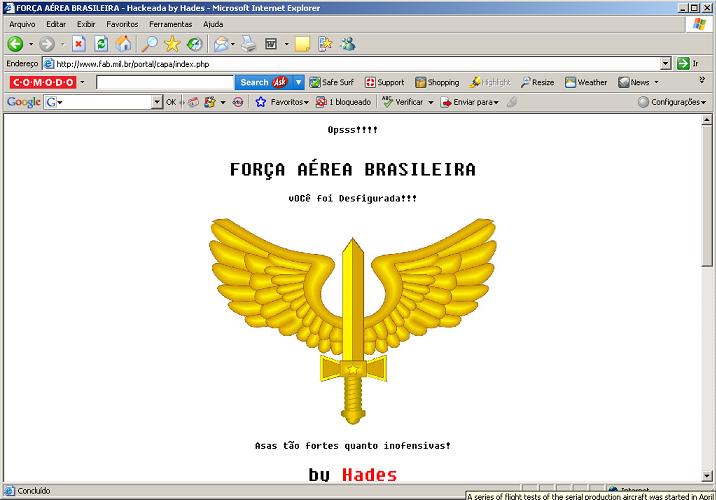 FORÇA AÉREA BRASILEIRA - Hackeada by Hades - Microsoft Internet Explorer
Arquivo Editar Exibir Favoritos Ferramentas Ajuda
Endereço http://www.fab.mil.br/portal/capa/index.php Ir
C·O·M·O·D·O Search Ask Safe Surf Support Shopping Highlight Resize Weather News
Google G OK Favoritos 1 bloqueado Verificar Enviar para Configurações
Opsss!!!!
FORÇA AÉREA BRASILEIRA
vOCê foi Desfigurada!!!
Asas tão fortes quanto inofensivas!
by Hades
Concluído Internet
A series of flight tests of the serial production aircraft was started in April